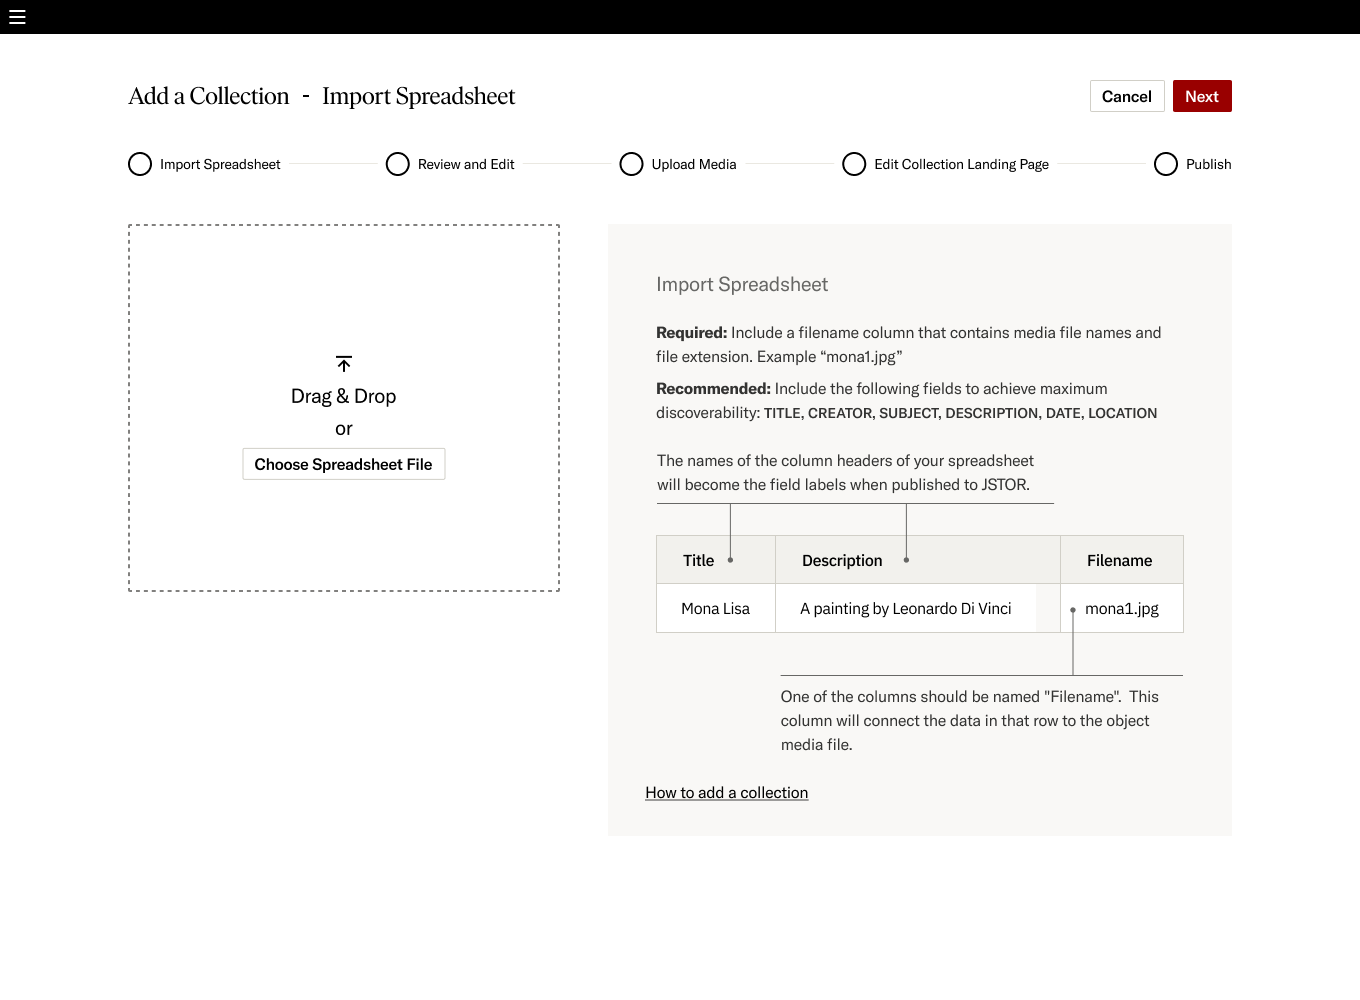 Add a Collection - Import Spreadsheet
Cancel
Next
Import Spreadsheet
Review and Edit
Upload Media
Edit Collection Landing Page
Publish
Drag & Drop
or
Choose Spreadsheet File
Import Spreadsheet
Required: Include a filename column that contains media file names and
file extension. Example “mona1.jpg”
Recommended: Include the following fields to achieve maximum
discoverability: TITLE, CREATOR, SUBJECT, DESCRIPTION, DATE, LOCATION
The names of the column headers of your spreadsheet
will become the field labels when published to JSTOR.
Title Description Filename
Mona Lisa A painting by Leonardo Di Vinci mona1.jpg
One of the columns should be named "Filename".  This
column will connect the data in that row to the object
media file.
How to add a collection